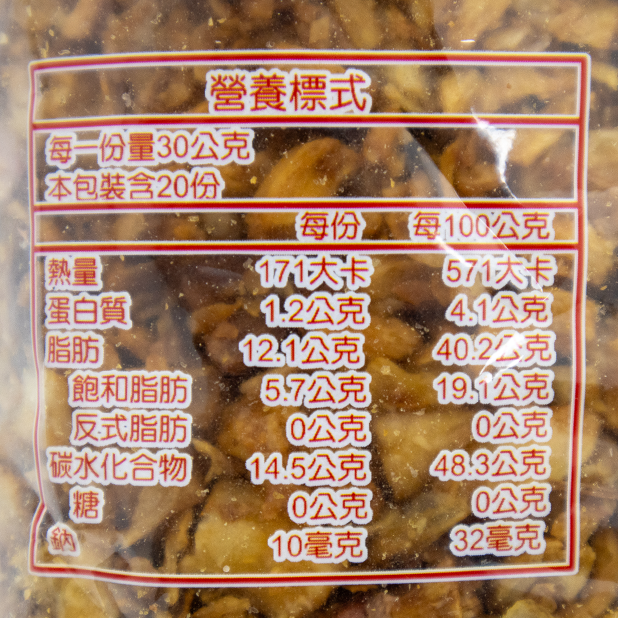 營養標式
每一份量30公克
本包裝含20份
每份 每100公克
熱量 171大卡 571大卡
蛋白質 1.2公克 4.1公克
脂肪 12.1公克 40.2公克
飽和脂肪 5.7公克 19.1公克
反式脂肪 0公克 0公克
碳水化合物 14.5公克 48.3公克
糖 0公克 0公克
鈉 10毫克 32毫克